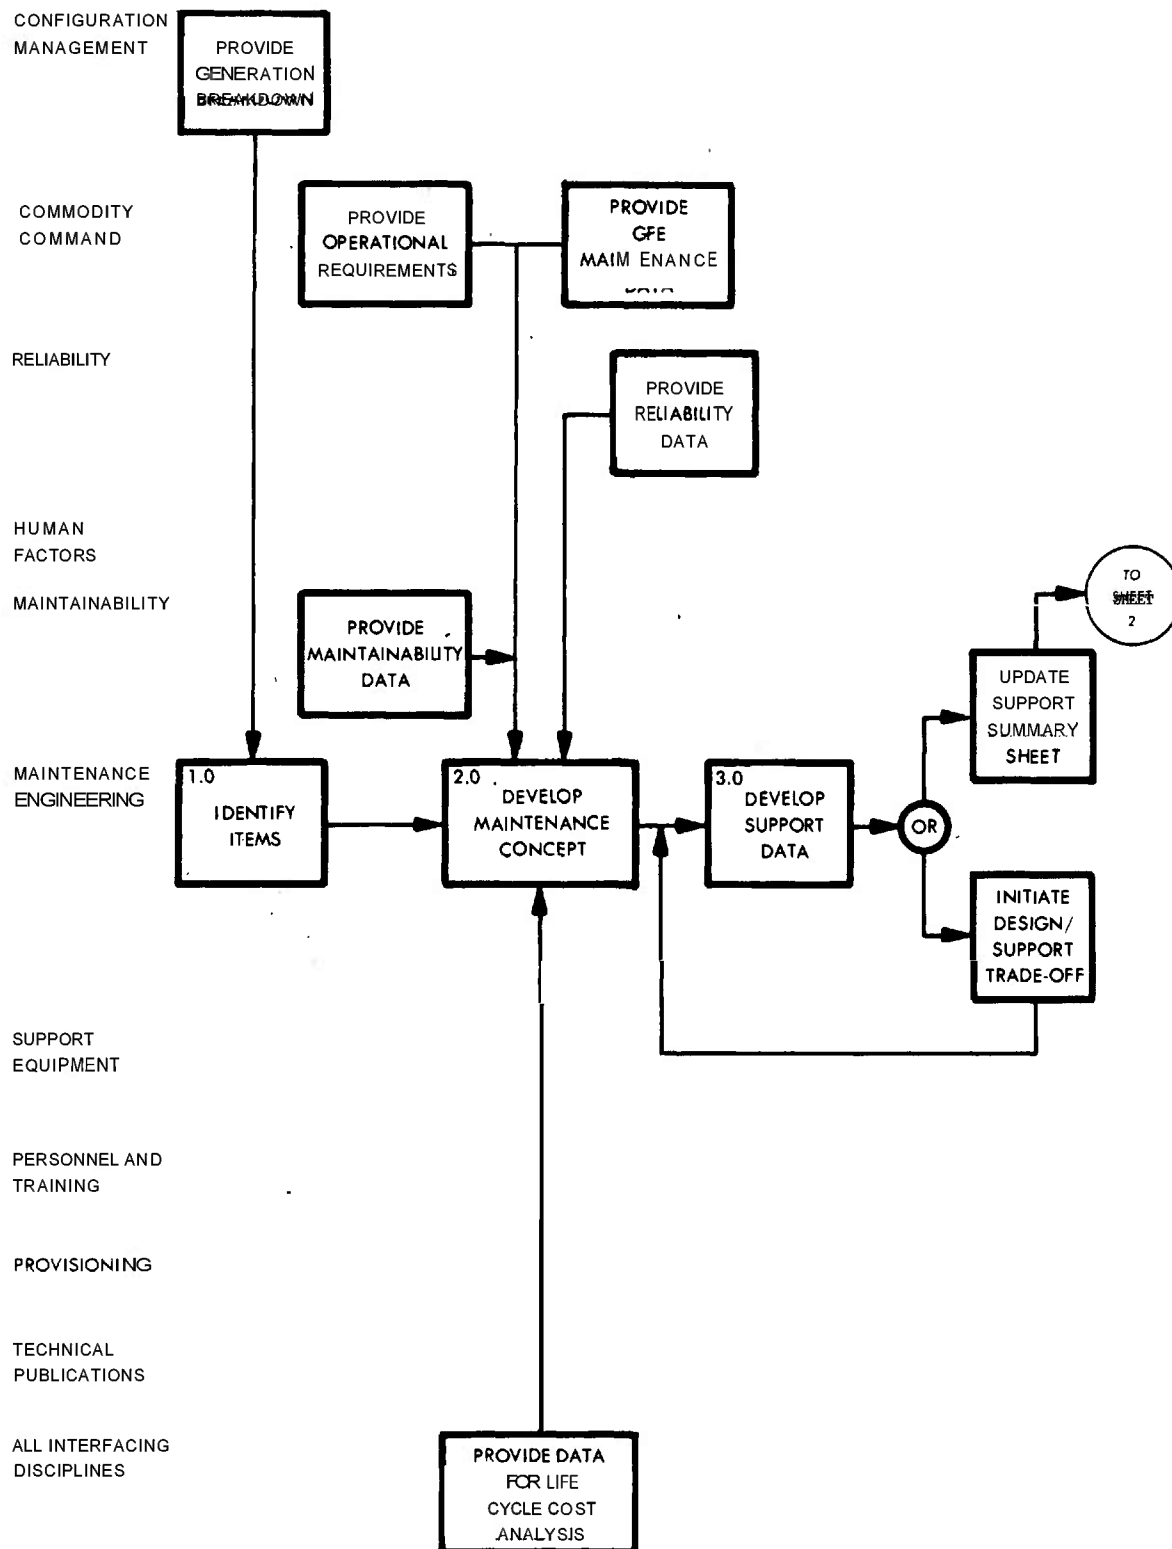 CONFIGURATION
MANAGEMENT
PROVIDE
GENERATION
BREAKDOWN
COMMODITY
COMMAND
PROVIDE
OPERATIONAL
REQUIREMENTS
PROVIDE
GFE
MAIM ENANCE
DATA
RELIABILITY
PROVIDE
RELIABILITY
DATA
HUMAN
FACTORS
MAINTAINABILITY
PROVIDE
MAINTAINABILITY
DATA
TO
SHEET
2
UPDATE
SUPPORT
SUMMARY
SHEET
MAINTENANCE
ENGINEERING
1.0
IDENTIFY
ITEMS
2.0
DEVELOP
MAINTENANCE
CONCEPT
3.0
DEVELOP
SUPPORT
DATA
OR
INITIATE
DESIGN/
SUPPORT
TRADE-OFF
SUPPORT
EQUIPMENT
PERSONNEL AND
TRAINING
PROVISIONING
TECHNICAL
PUBLICATIONS
ALL INTERFACING
DISCIPLINES
PROVIDE DATA
FOR LIFE
CYCLE COST
ANALYSIS